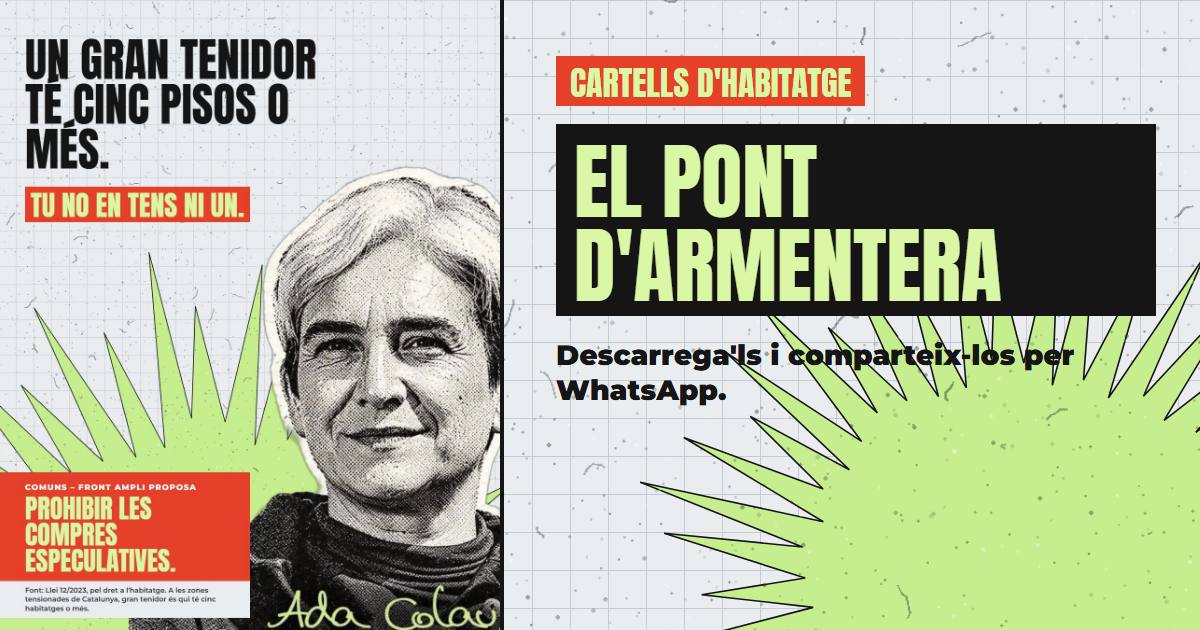 UN GRAN TENIDOR
TÉ CINC PISOS O
MÉS.
TU NO EN TENS NI UN.
COMUNS – FRONT AMPLI PROPOSA
PROHIBIR LES
COMPRES
ESPECULATIVES.
Font: Llei 12/2023, pel dret a l'habitatge. A les zones
tensionades de Catalunya, gran tenidor és qui té cinc
habitatges o més.
Ada Colau
CARTELLS D'HABITATGE
EL PONT
D'ARMENTERA
Descarrega'ls i comparteix-los per
WhatsApp.